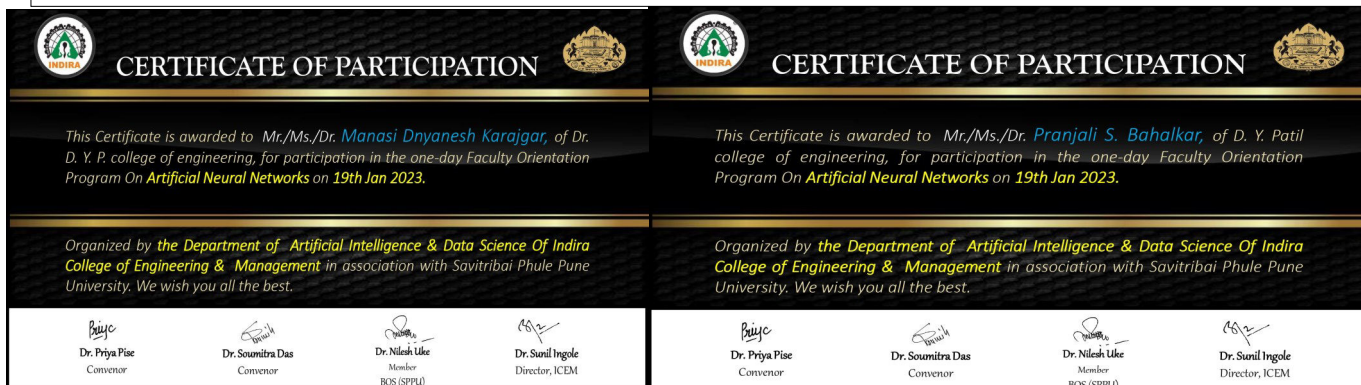 INDIRA
CERTIFICATE OF PARTICIPATION
This Certificate is awarded to Mr./Ms./Dr. Manasi Dnyanesh Karajgar, of Dr.
D. Y. P. college of engineering, for participation in the one-day Faculty Orientation
Program On Artificial Neural Networks on 19th Jan 2023.
Organized by the Department of Artificial Intelligence & Data Science Of Indira
College of Engineering & Management in association with Savitribai Phule Pune
University. We wish you all the best.
Priya
Dr. Priya Pise
Convenor
Dr. Soumitra Das
Convenor
Dr. Nilesh Uke
Member
BOS (SPPU)
Dr. Sunil Ingole
Director, ICEM
INDIRA
CERTIFICATE OF PARTICIPATION
This Certificate is awarded to Mr./Ms./Dr. Pranjali S. Bahalkar, of D. Y. Patil
college of engineering, for participation in the one-day Faculty Orientation
Program On Artificial Neural Networks on 19th Jan 2023.
Organized by the Department of Artificial Intelligence & Data Science Of Indira
College of Engineering & Management in association with Savitribai Phule Pune
University. We wish you all the best.
Priya
Dr. Priya Pise
Convenor
Dr. Soumitra Das
Convenor
Dr. Nilesh Uke
Member
BOS (SPPU)
Dr. Sunil Ingole
Director, ICEM